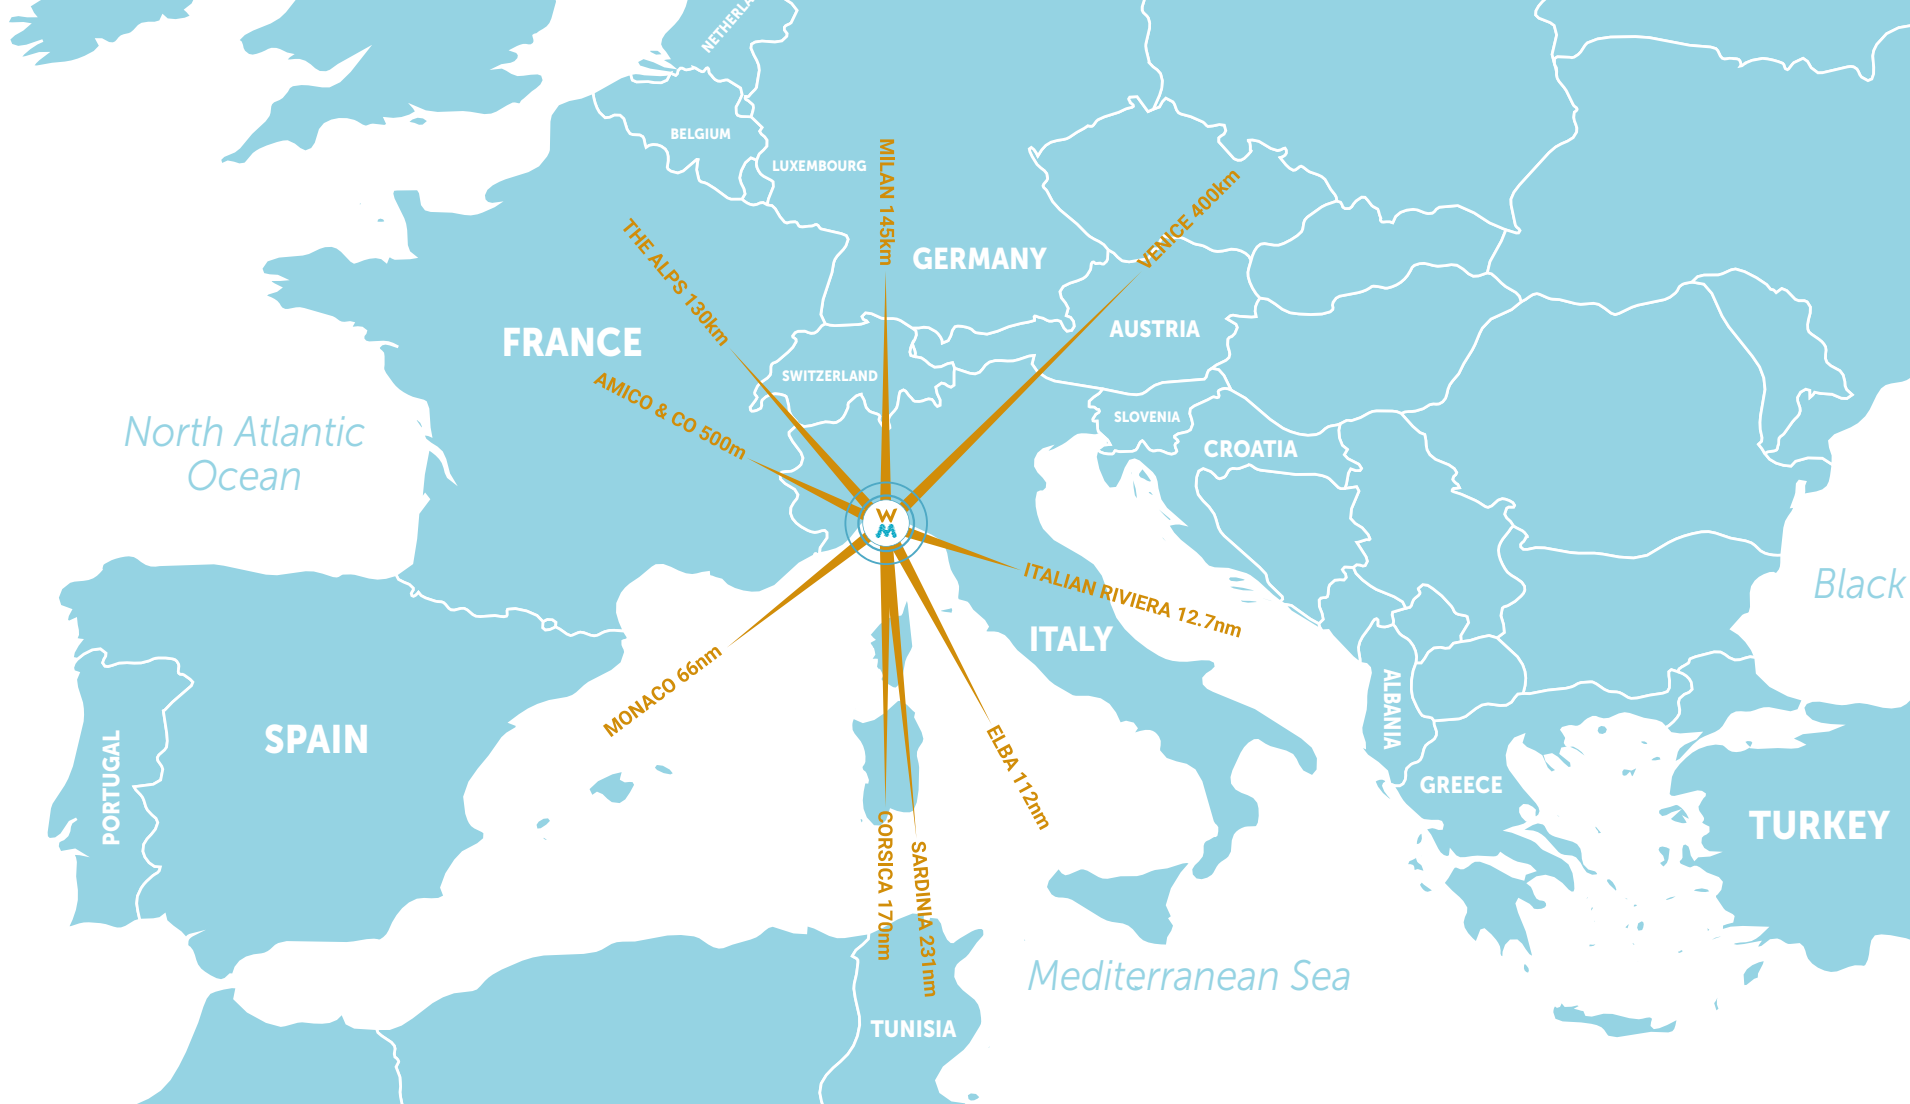 NETHERLA
BELGIUM
LUXEMBOURG
MILAN 145km
VENICE 400km
THE ALPS 130km
GERMANY
FRANCE
AUSTRIA
SWITZERLAND
AMICO & CO 500m
SLOVENIA
CROATIA
North Atlantic
Ocean
W
M
ITALIAN RIVIERA 12.7nm
Black
ITALY
MONACO 66nm
ALBANIA
SPAIN
PORTUGAL
ELBA 112nm
GREECE
TURKEY
CORSICA 170nm
SARDINIA 231nm
Mediterranean Sea
TUNISIA